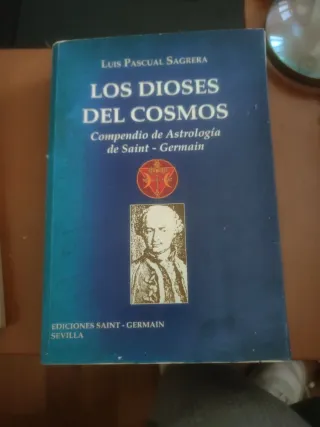 LUIS PASCUAL SAGRERA
LOS DIOSES
DEL COSMOS
Compendio de Astrología
de Saint - Germain
EDICIONES SAINT - GERMAIN
SEVILLA